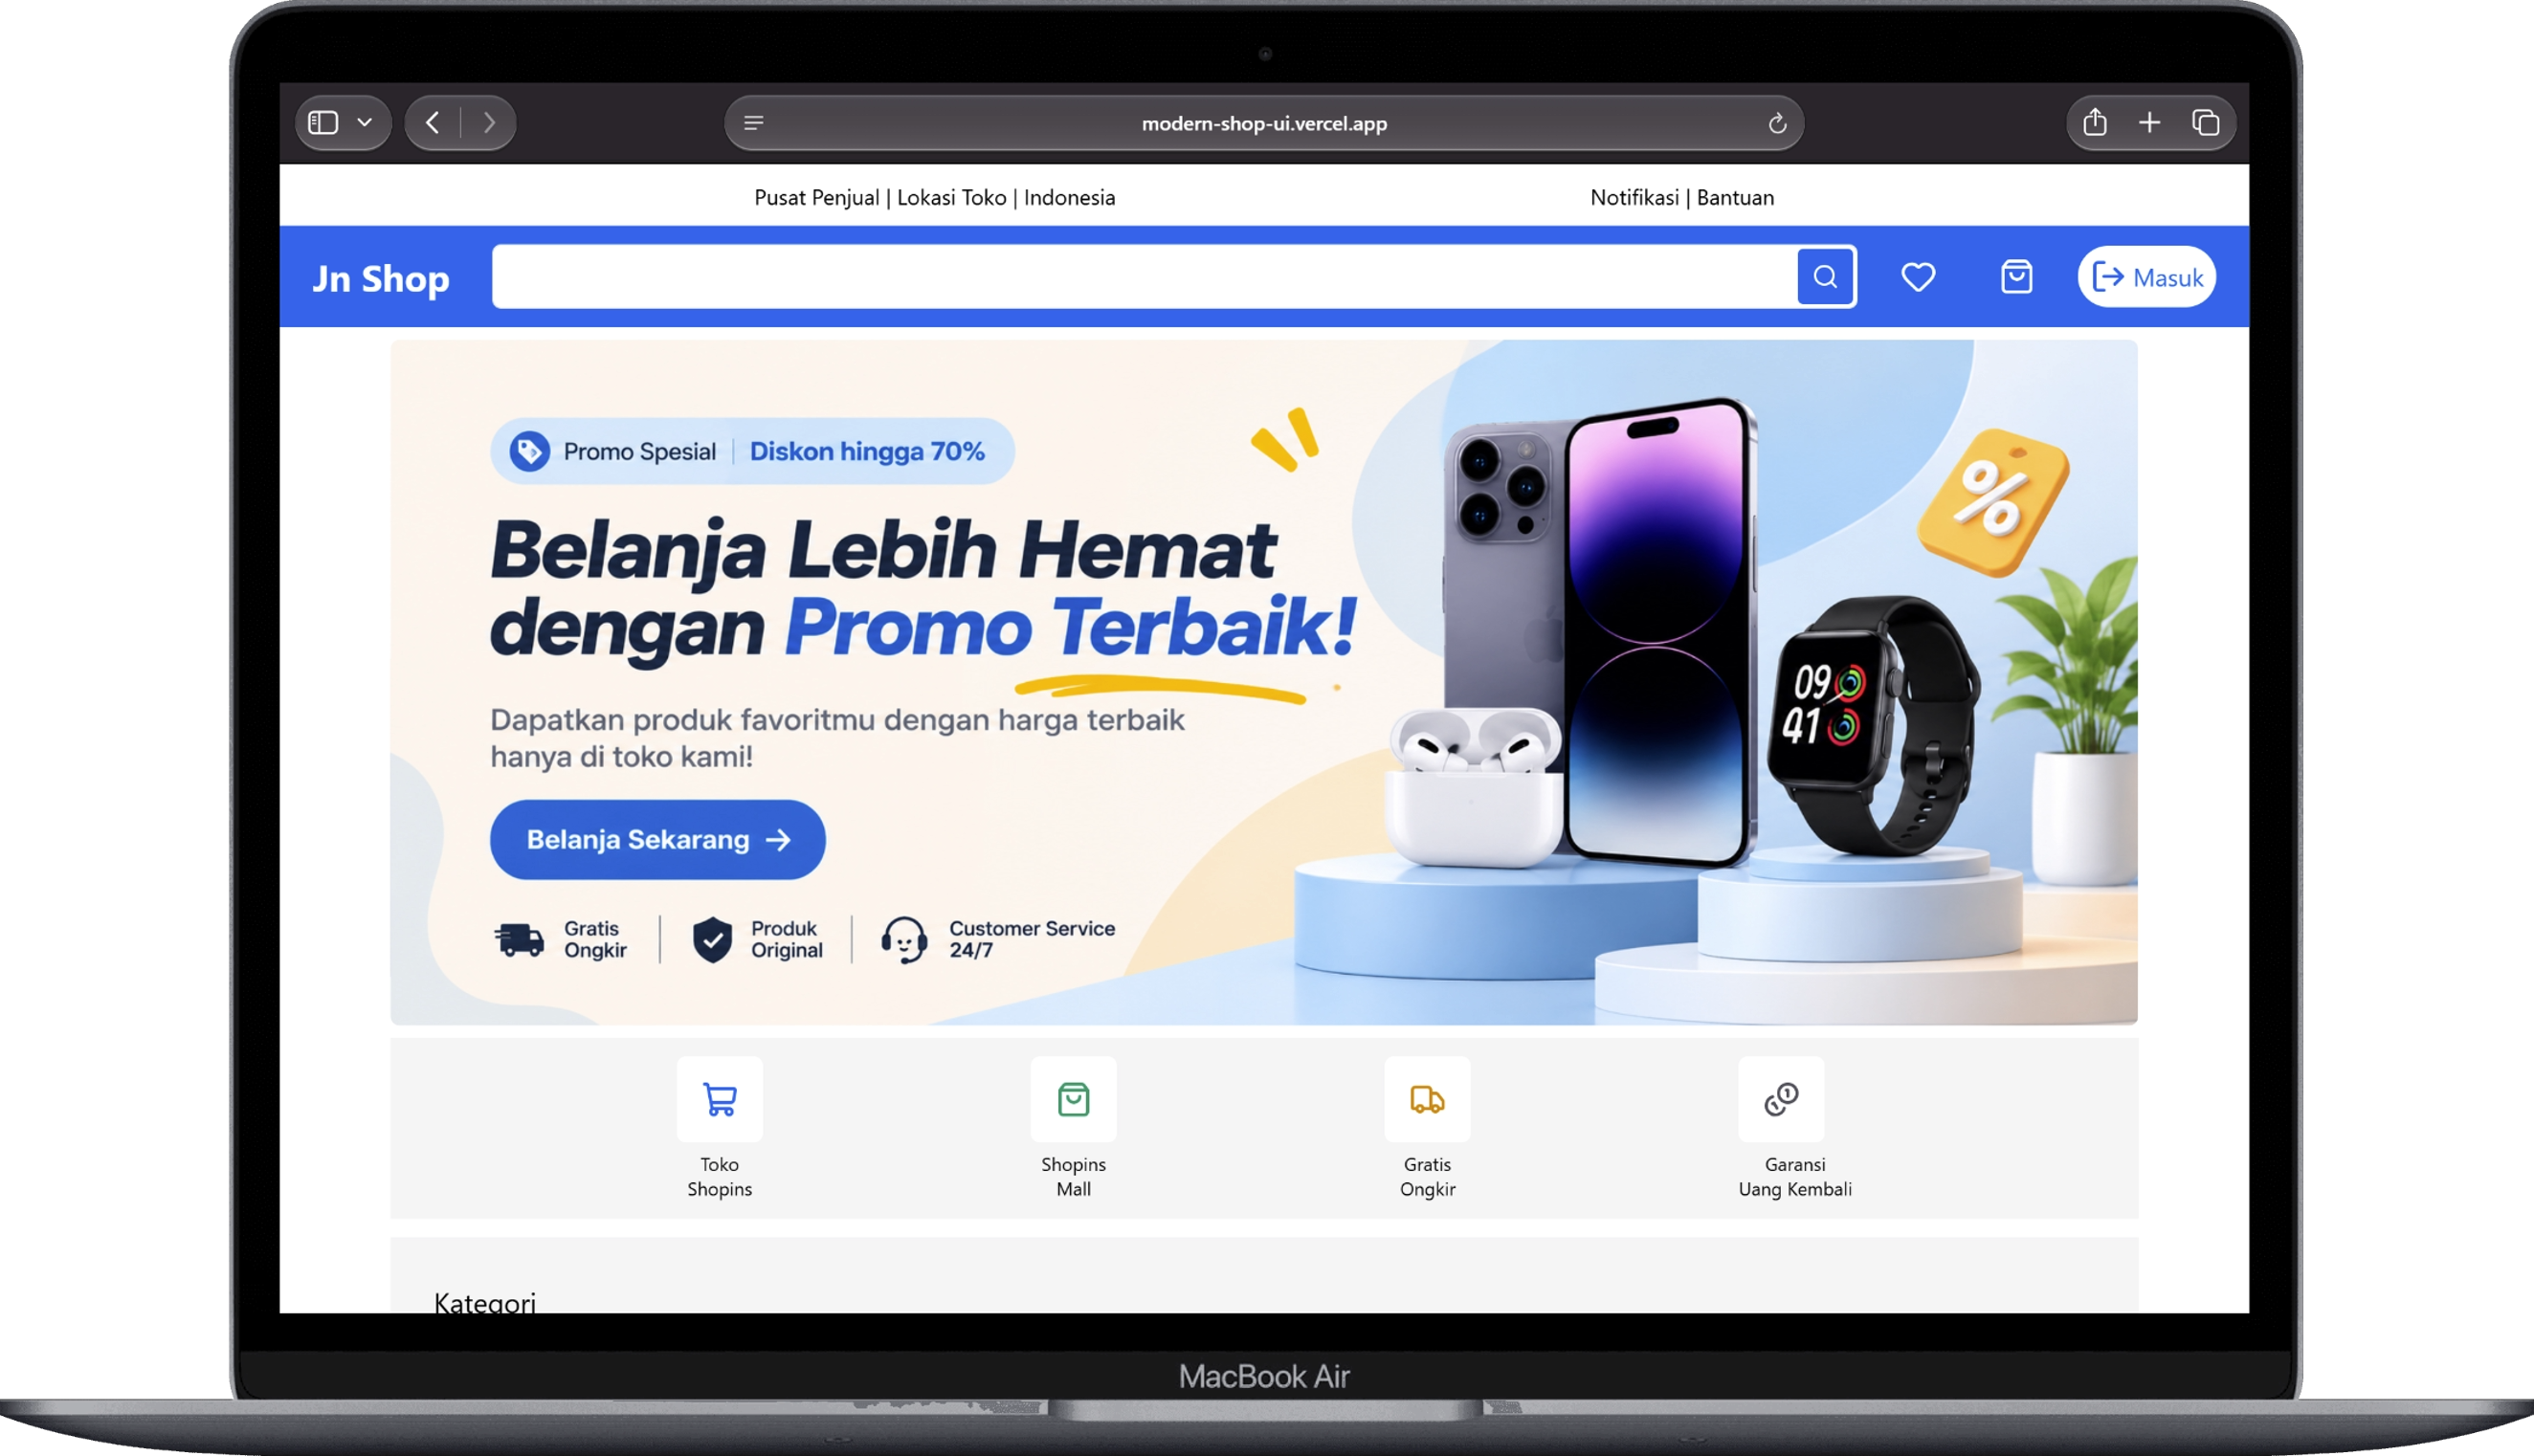 modern-shop-ui.vercel.app
Pusat Penjual | Lokasi Toko | Indonesia
Notifikasi | Bantuan
Jn Shop
Masuk
Promo Spesial | Diskon hingga 70%
Belanja Lebih Hemat
dengan Promo Terbaik!
Dapatkan produk favoritmu dengan harga terbaik
hanya di toko kami!
Belanja Sekarang →
Gratis
Ongkir
Produk
Original
Customer Service
24/7
%
09
41
Toko
Shopins
Shopins
Mall
Gratis
Ongkir
Garansi
Uang Kembali
Kategori
MacBook Air